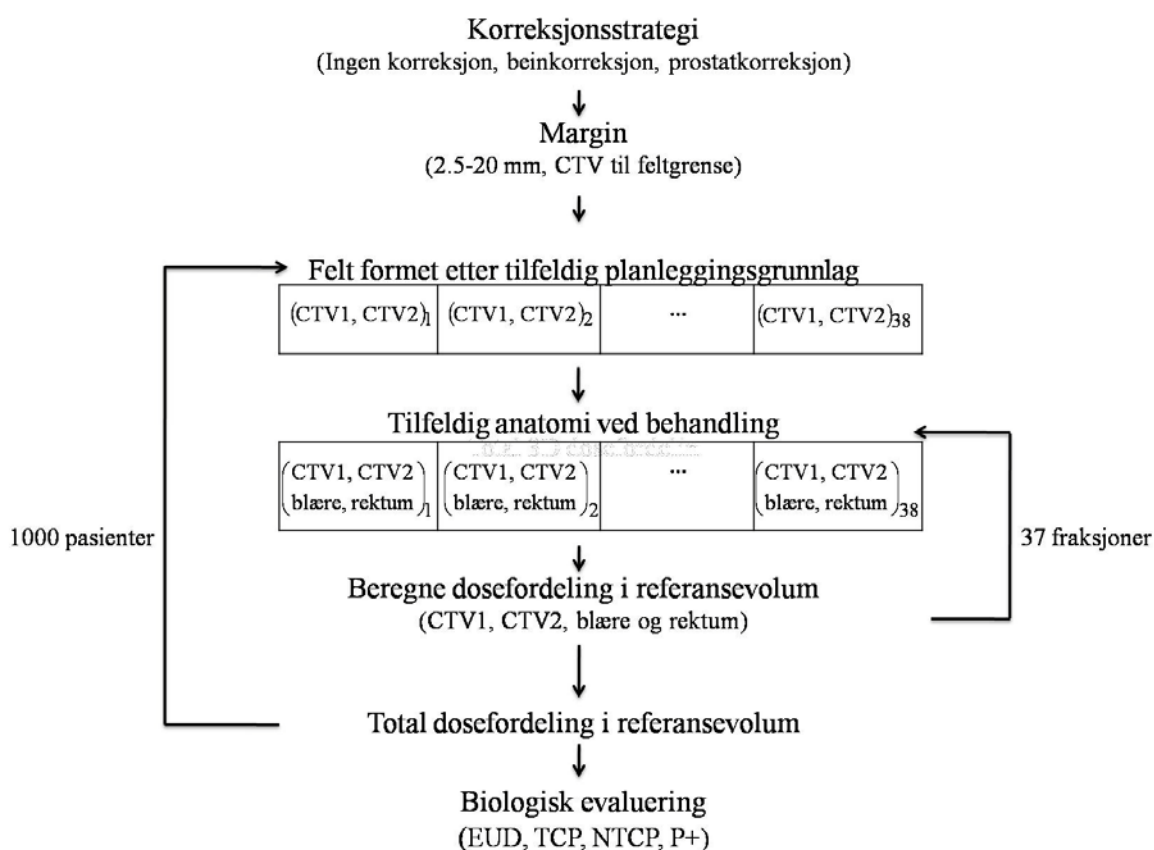 Korreksjonsstrategi
(Ingen korreksjon, beinkorreksjon, prostatkorreksjon)
Margin
(2.5-20 mm, CTV til feltgrense)
Felt formet etter tilfeldig planleggingsgrunnlag
(CTV1, CTV2)1 (CTV1, CTV2)2 ... (CTV1, CTV2)38
Tilfeldig anatomi ved behandling
(CTV1, CTV2 (CTV1, CTV2 ... (CTV1, CTV2
blære, rektum)1 blære, rektum)2 blære, rektum)38
1000 pasienter
37 fraksjoner
Beregne dosefordeling i referansevolum
(CTV1, CTV2, blære og rektum)
Total dosefordeling i referansevolum
Biologisk evaluering
(EUD, TCP, NTCP, P+)